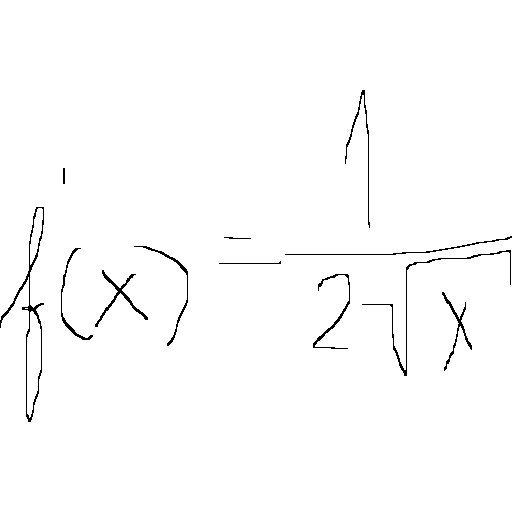 f'(x) = 1/(2√x)